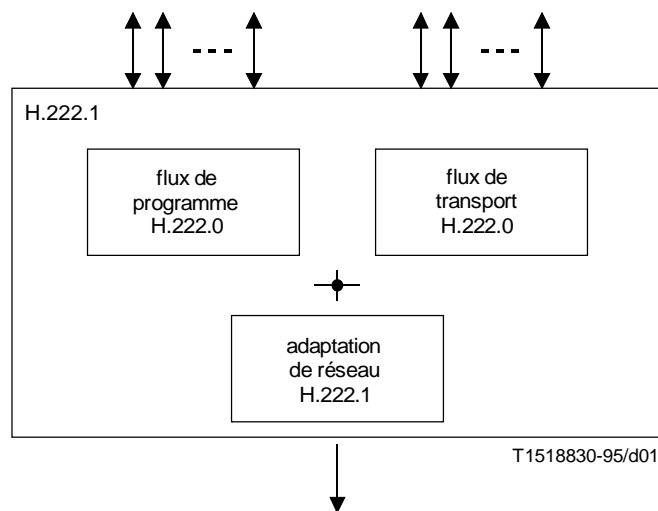 H.222.1
flux de
programme
H.222.0
flux de
transport
H.222.0
adaptation
de réseau
H.222.1
T1518830-95/d01